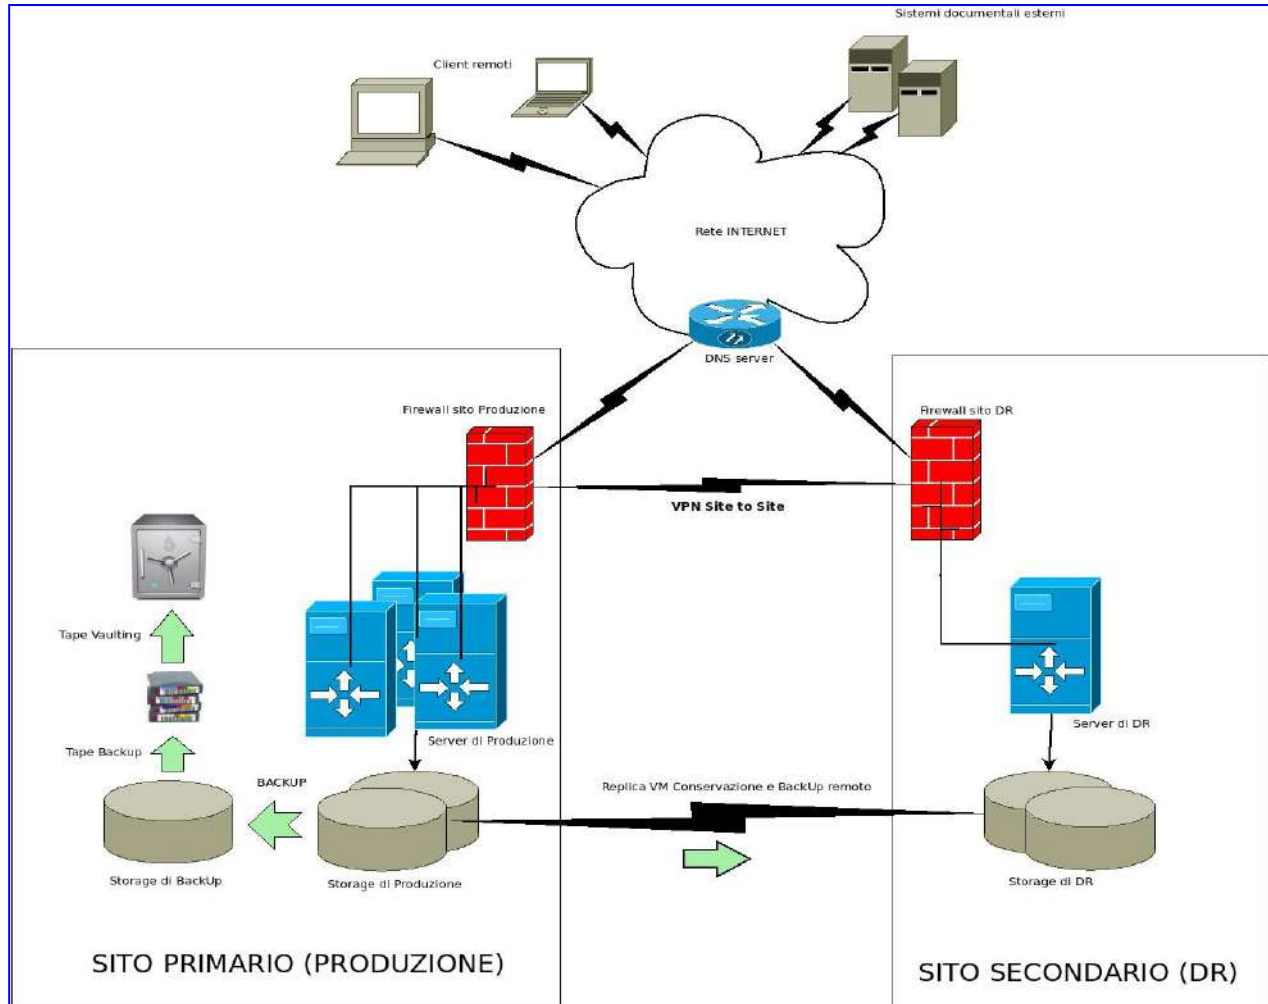 Sistemi documentali esterni
Client remoti
Rete INTERNET
DNS server
Firewall sito Produzione
Firewall sito DR
VPN Site to Site
Tape Vaulting
Server di Produzione
Server di DR
Tape Backup
BACKUP
Replica VM Conservazione e BackUp remoto
Storage di BackUp
Storage di Produzione
Storage di DR
SITO PRIMARIO (PRODUZIONE)
SITO SECONDARIO (DR)